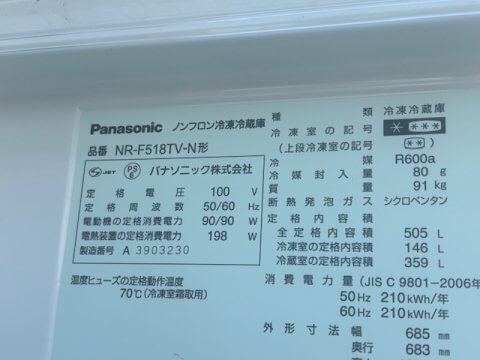 Panasonic ノンフロン冷凍冷蔵庫
品番 NR-F518TV-N形
JET PS E パナソニック株式会社
定格電圧 100 V
定格周波数 50/60 Hz
電動機の定格消費電力 90/90 W
電熱装置の定格消費電力 198 W
製造番号 A 3903230
温度ヒューズの定格動作温度
70℃(冷凍室霜取用)
種類 冷凍冷蔵庫
冷凍室の記号 * ***
(上段冷凍室の記号) **
冷媒 R600a
冷媒封入量 80 g
質量 91 kg
断熱発泡ガス シクロペンタン
定格内容積
全定格内容積 505 L
冷凍室の定格内容積 146 L
冷蔵室の定格内容積 359 L
消費電力量(JIS C 9801-2006年
50 Hz 210 kWh/年
60 Hz 210 kWh/年
外形寸法 幅 685 mm
奥行 683 mm